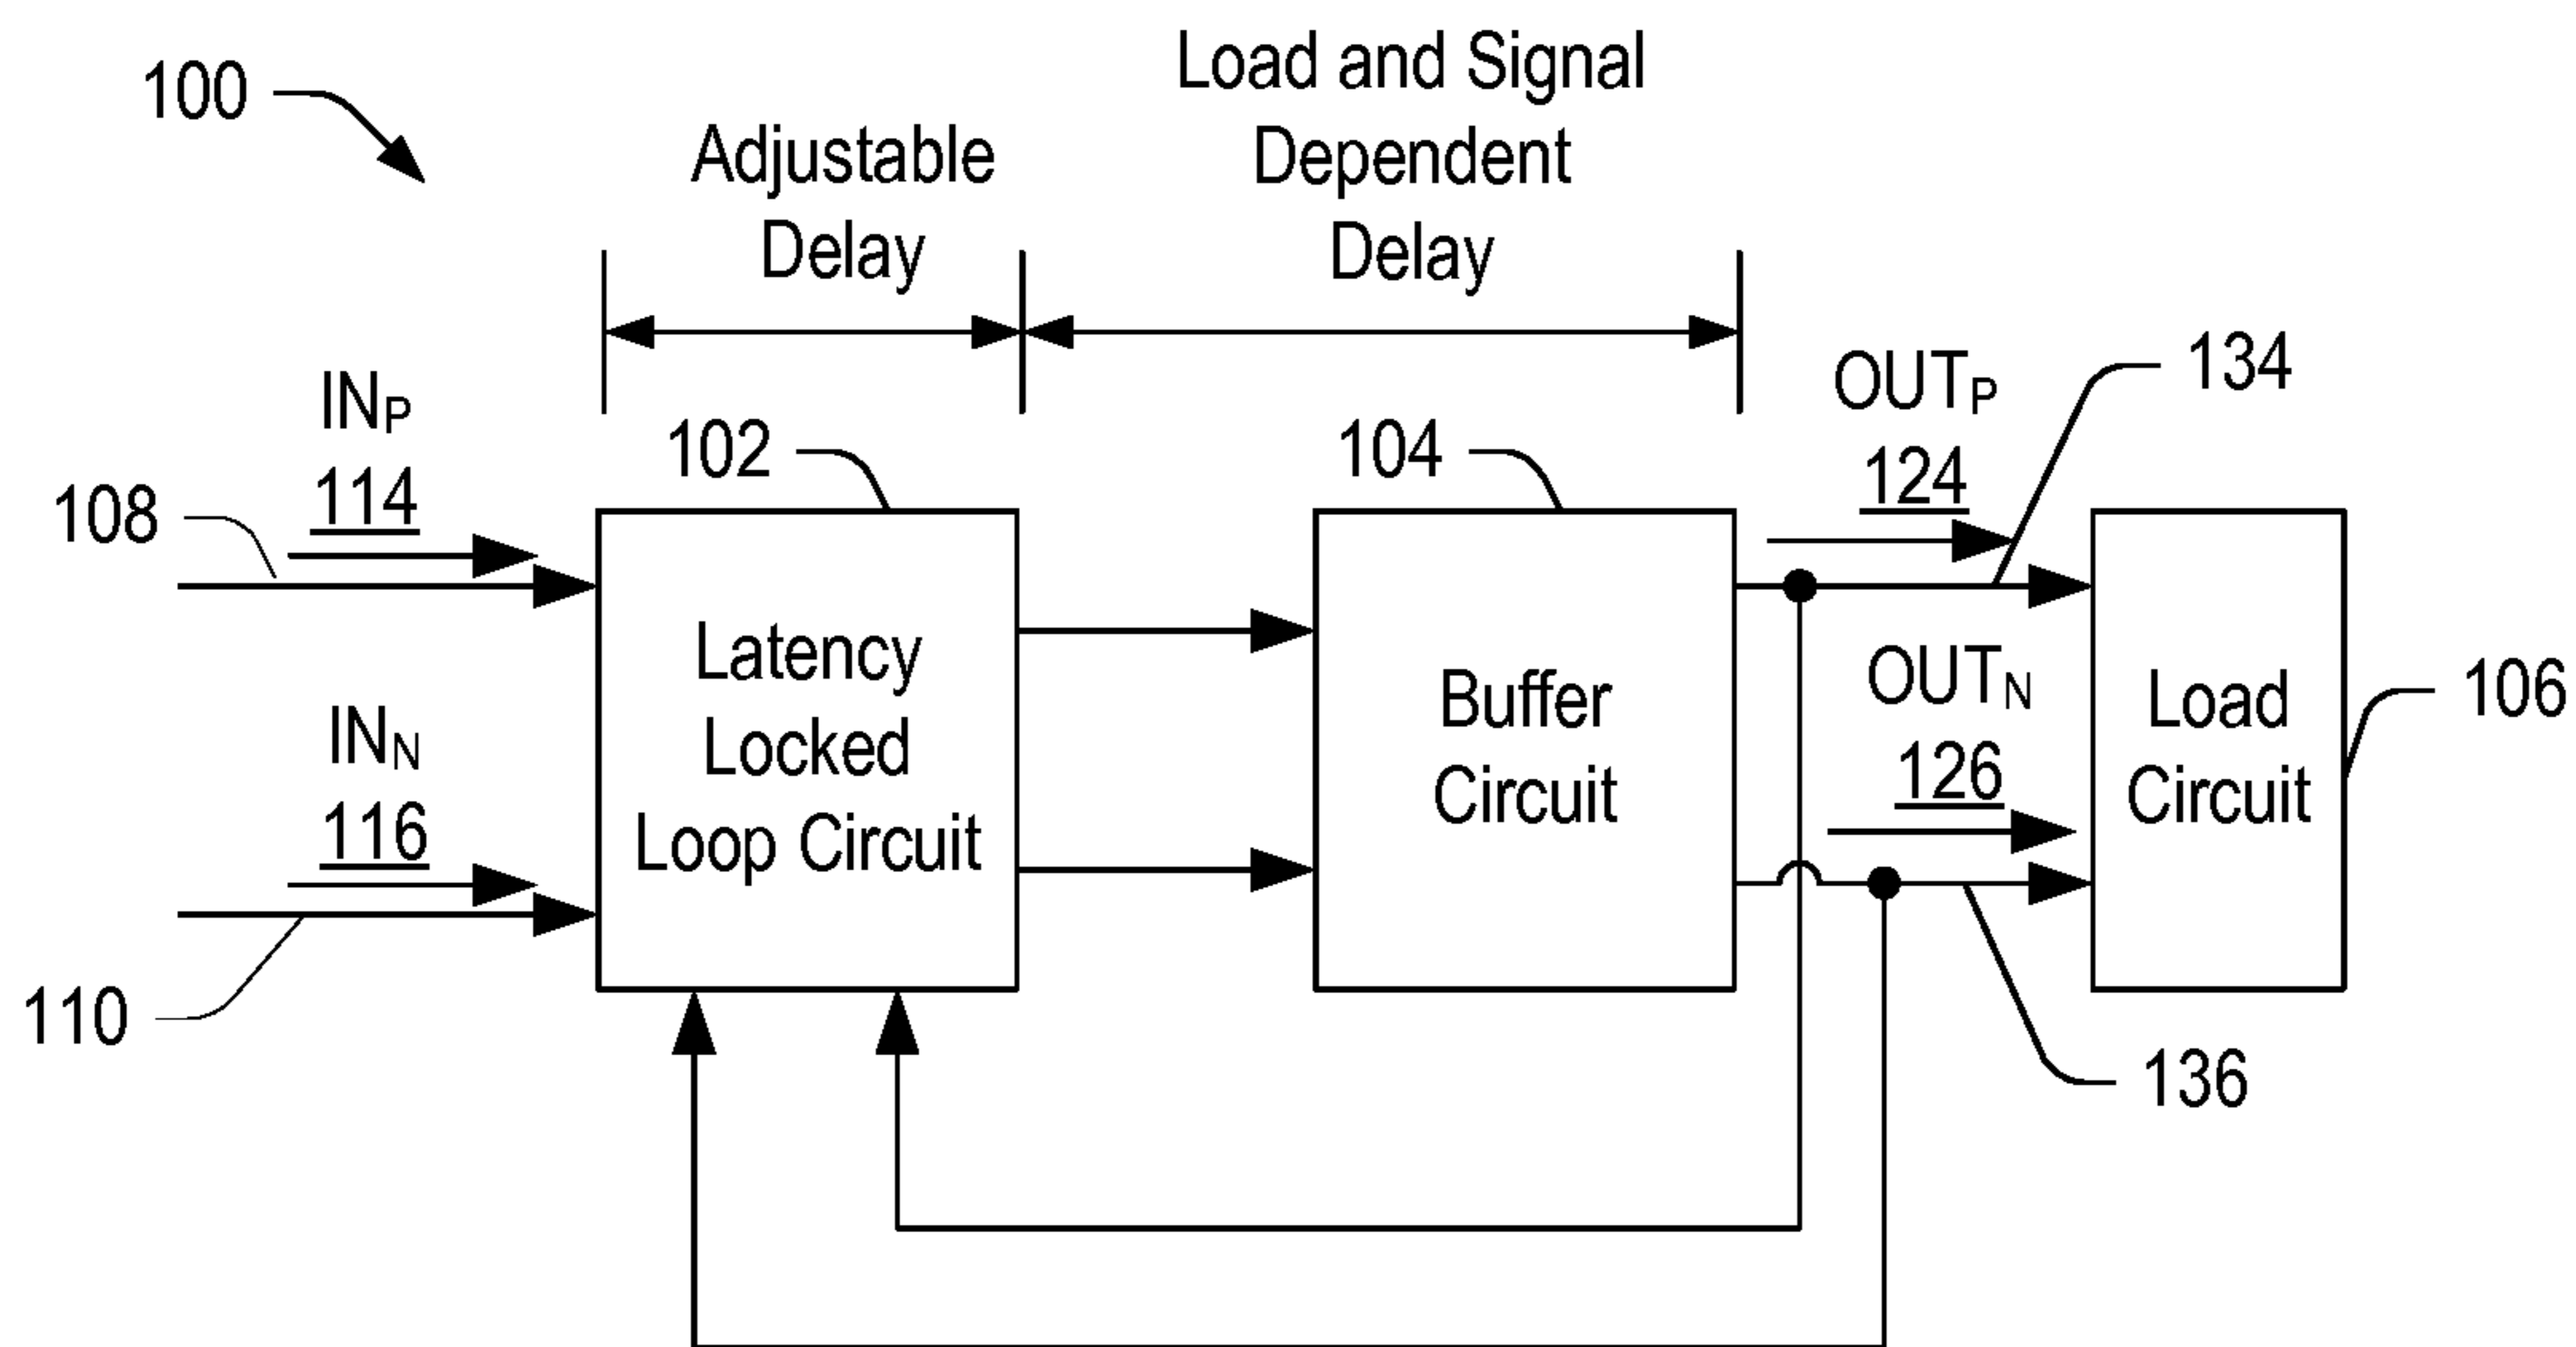 100
Adjustable
Delay
Load and Signal
Dependent
Delay
INP
114
108
102
104
OUTP
124
134
INN
116
110
Latency
Locked
Loop Circuit
Buffer
Circuit
OUTN
126
Load
Circuit
106
136